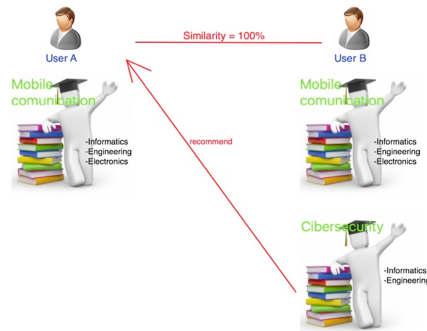 Similarity = 100%
User A
User B
Mobile
comunication
-Informatics
-Engineering
-Electronics
Mobile
comunication
-Informatics
-Engineering
-Electronics
recommend
Cibersecurity
-Informatics
-Engineering